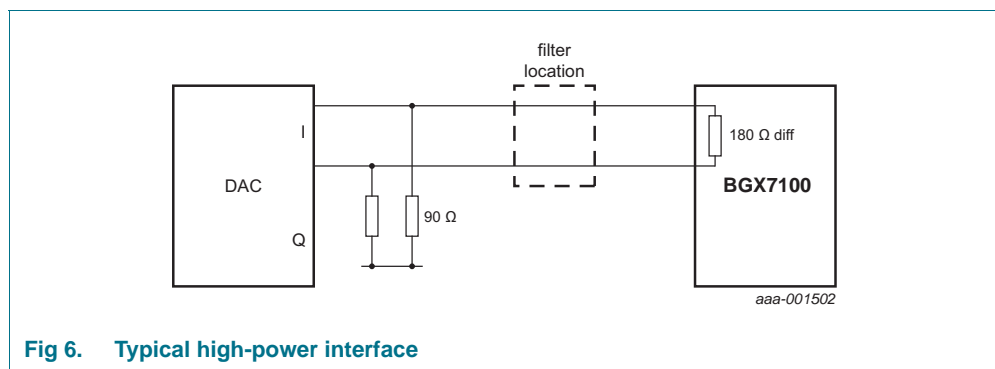 filter
location
I
180 Ω diff
DAC
BGX7100
Q
90 Ω
aaa-001502
Fig 6. Typical high-power interface